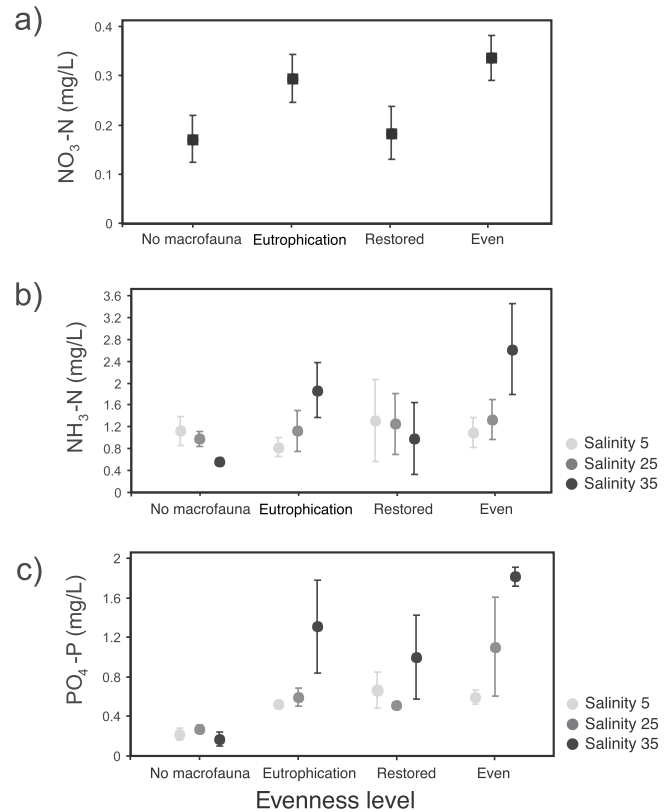 a)
NO3-N (mg/L)
0.4
0.3
0.2
0.1
0
No macrofauna Eutrophication Restored Even
b)
NH3-N (mg/L)
3.6
3.2
2.8
2.4
2
1.6
1.2
0.8
0.4
0
No macrofauna Eutrophication Restored Even
Salinity 5
Salinity 25
Salinity 35
c)
PO4-P (mg/L)
2
1.6
1.2
0.8
0.4
0
No macrofauna Eutrophication Restored Even
Salinity 5
Salinity 25
Salinity 35
Evenness level